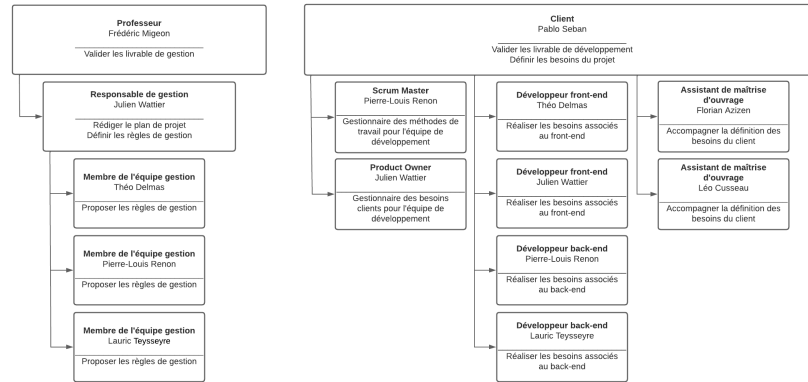 Professeur
Frédéric Migeon
Valider les livrable de gestion
Responsable de gestion
Julien Wattier
Rédiger le plan de projet
Définir les règles de gestion
Membre de l'équipe gestion
Théo Delmas
Proposer les règles de gestion
Membre de l'équipe gestion
Pierre-Louis Renon
Proposer les règles de gestion
Membre de l'équipe gestion
Lauric Teysseyre
Proposer les règles de gestion
Client
Pablo Seban
Valider les livrable de développement
Définir les besoins du projet
Scrum Master
Pierre-Louis Renon
Gestionnaire des méthodes de
travail pour l'équipe de
développement
Product Owner
Julien Wattier
Gestionnaire des besoins
clients pour l'équipe de
développement
Développeur front-end
Théo Delmas
Réaliser les besoins associés
au front-end
Développeur front-end
Julien Wattier
Réaliser les besoins associés
au front-end
Développeur back-end
Pierre-Louis Renon
Réaliser les besoins associés
au back-end
Développeur back-end
Lauric Teysseyre
Réaliser les besoins associés
au back-end
Assistant de maîtrise
d'ouvrage
Florian Azizen
Accompagner la définition des
besoins du client
Assistant de maîtrise
d'ouvrage
Léo Cusseau
Accompagner la définition des
besoins du client